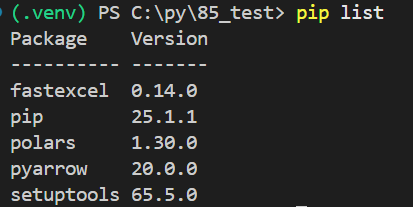 (.venv) PS C:\py\85_test> pip list
Package    Version
---------- -------
fastexcel  0.14.0
pip        25.1.1
polars     1.30.0
pyarrow    20.0.0
setuptools 65.5.0